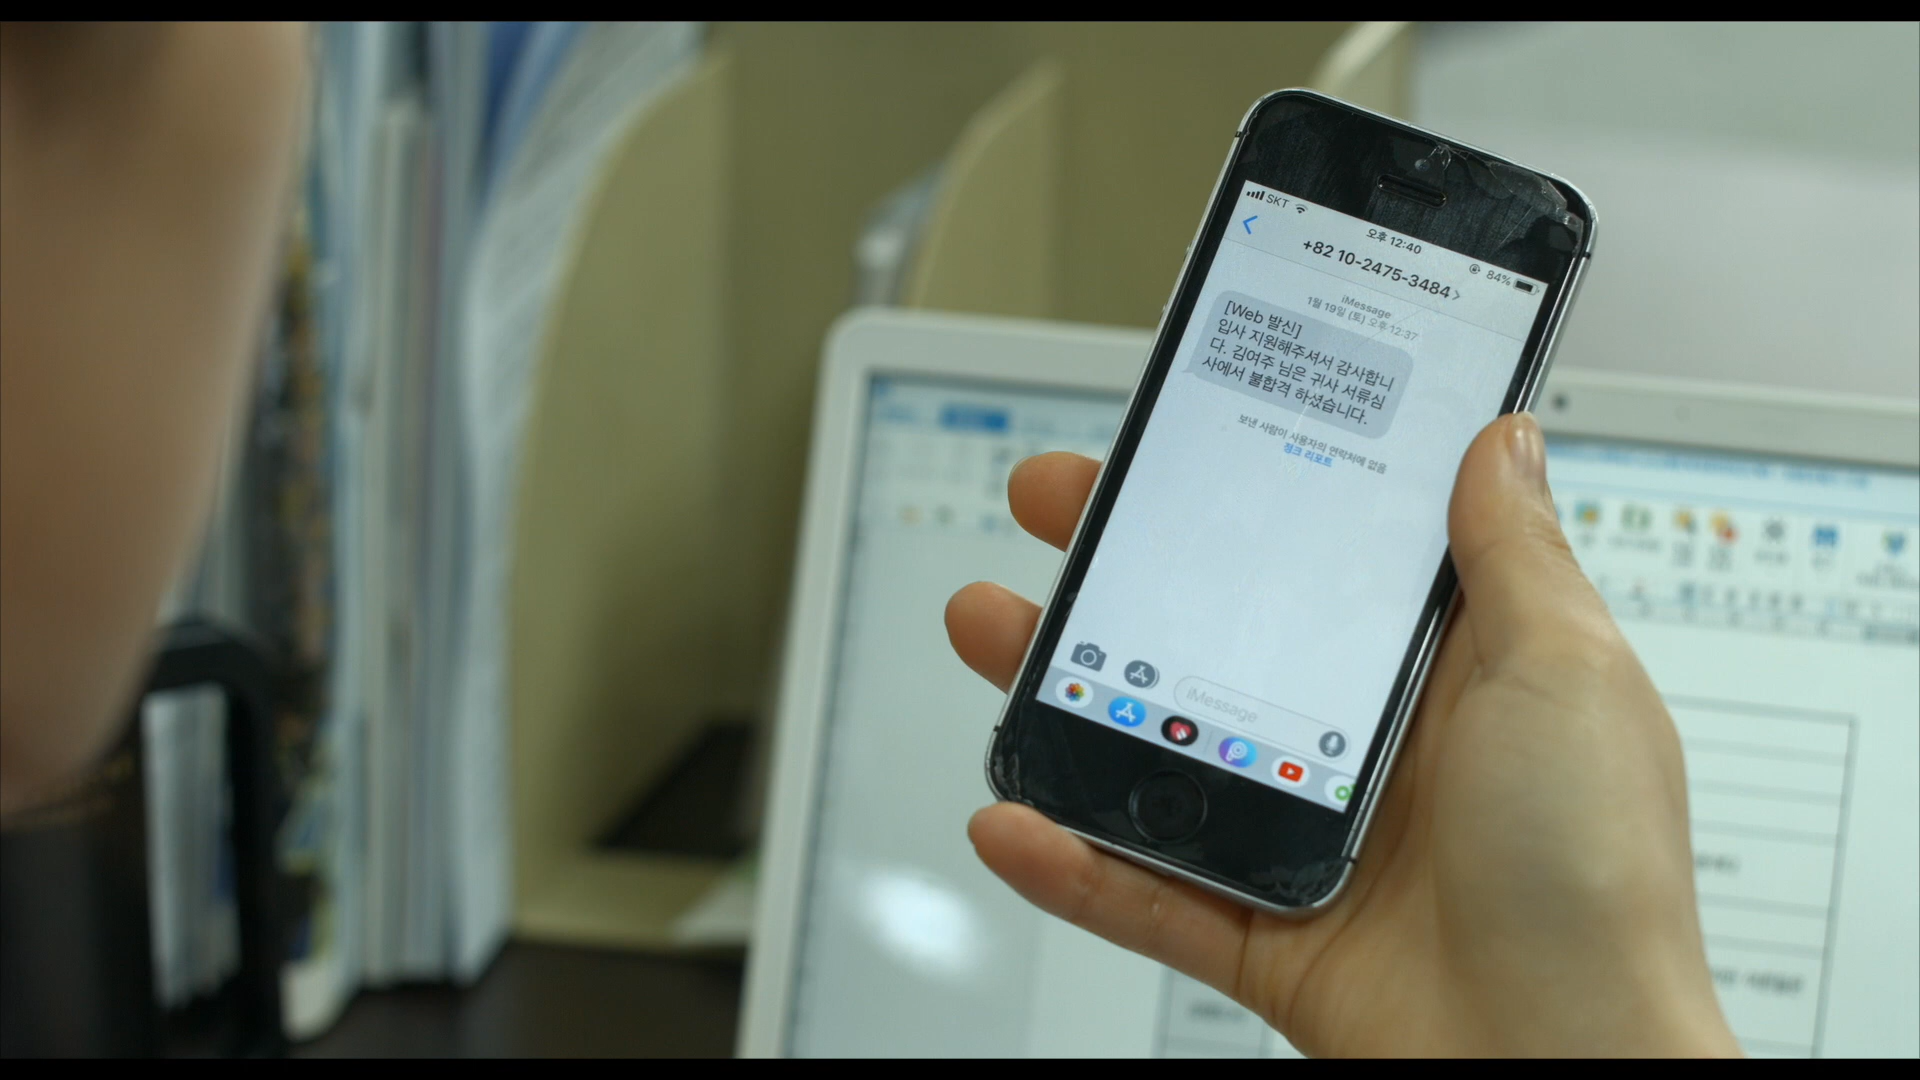 SKT
오후 12:40
84%
+82 10-2475-3484
iMessage
1월 19일 (토) 오후 12:37
[Web 발신]
입사 지원해주셔서 감사합니
다. 김여주 님은 귀사 서류심
사에서 불합격 하셨습니다.
보낸 사람이 사용자의 연락처에 없음
정크 리포트
iMessage